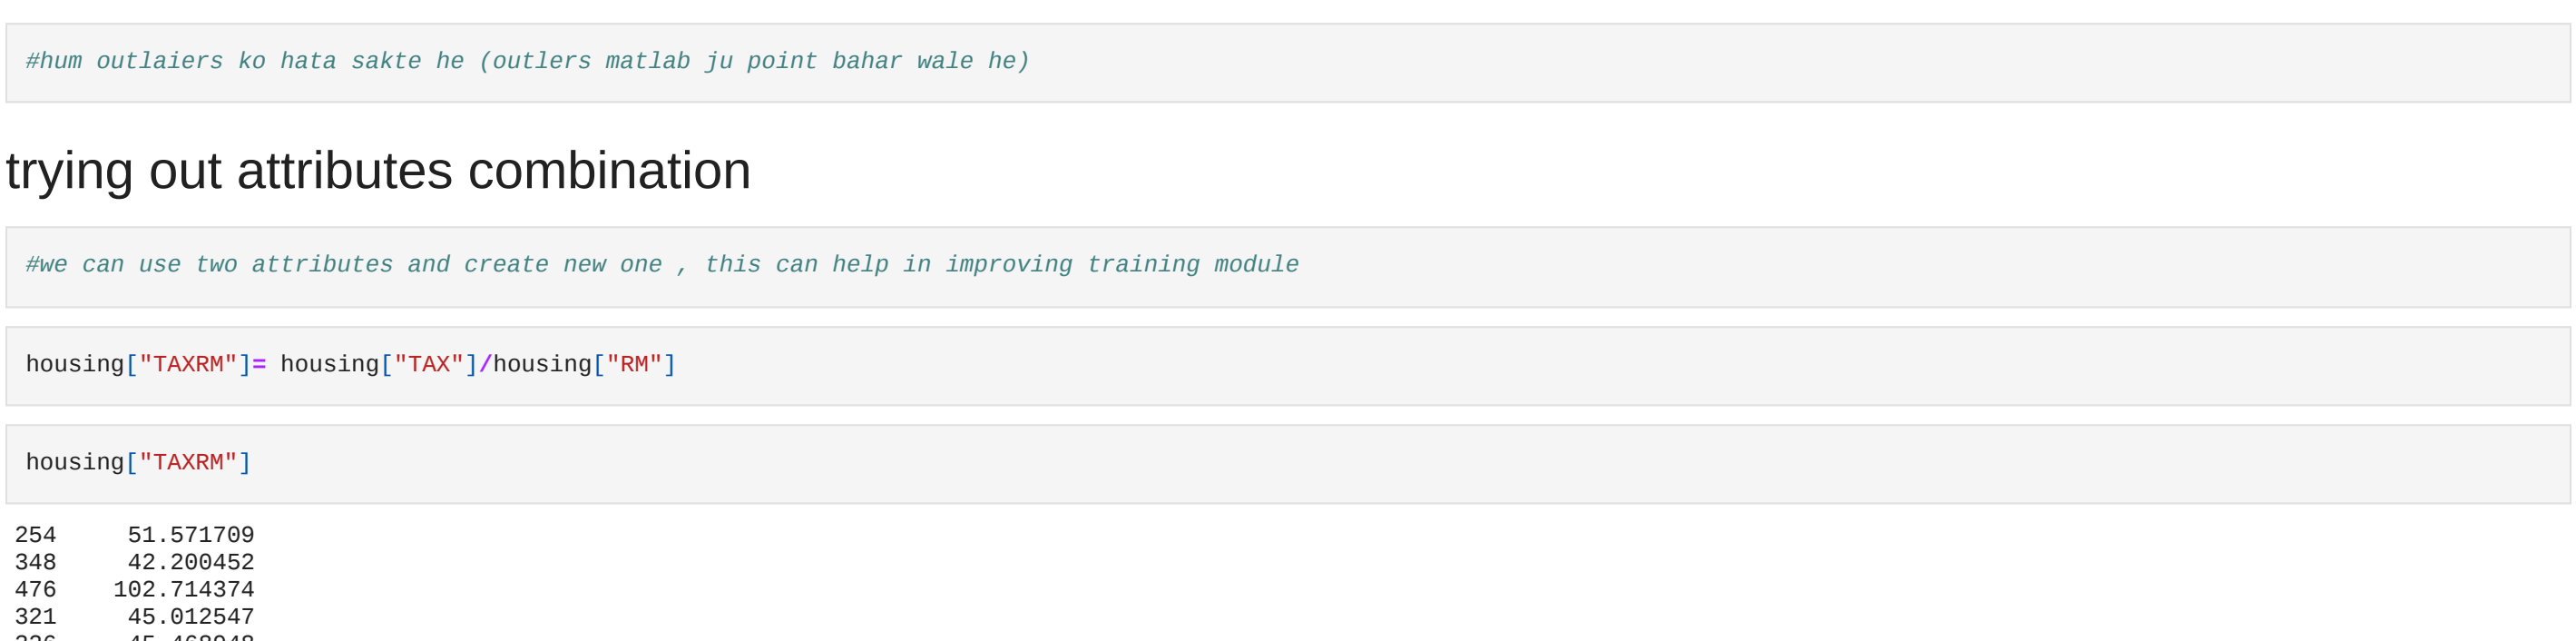 #hum outlaiers ko hata sakte he (outlers matlab ju point bahar wale he)
trying out attributes combination
#we can use two attributes and create new one , this can help in improving training module
housing["TAXRM"]= housing["TAX"]/housing["RM"]
housing["TAXRM"]
254 51.571709
348 42.200452
476 102.714374
321 45.012547